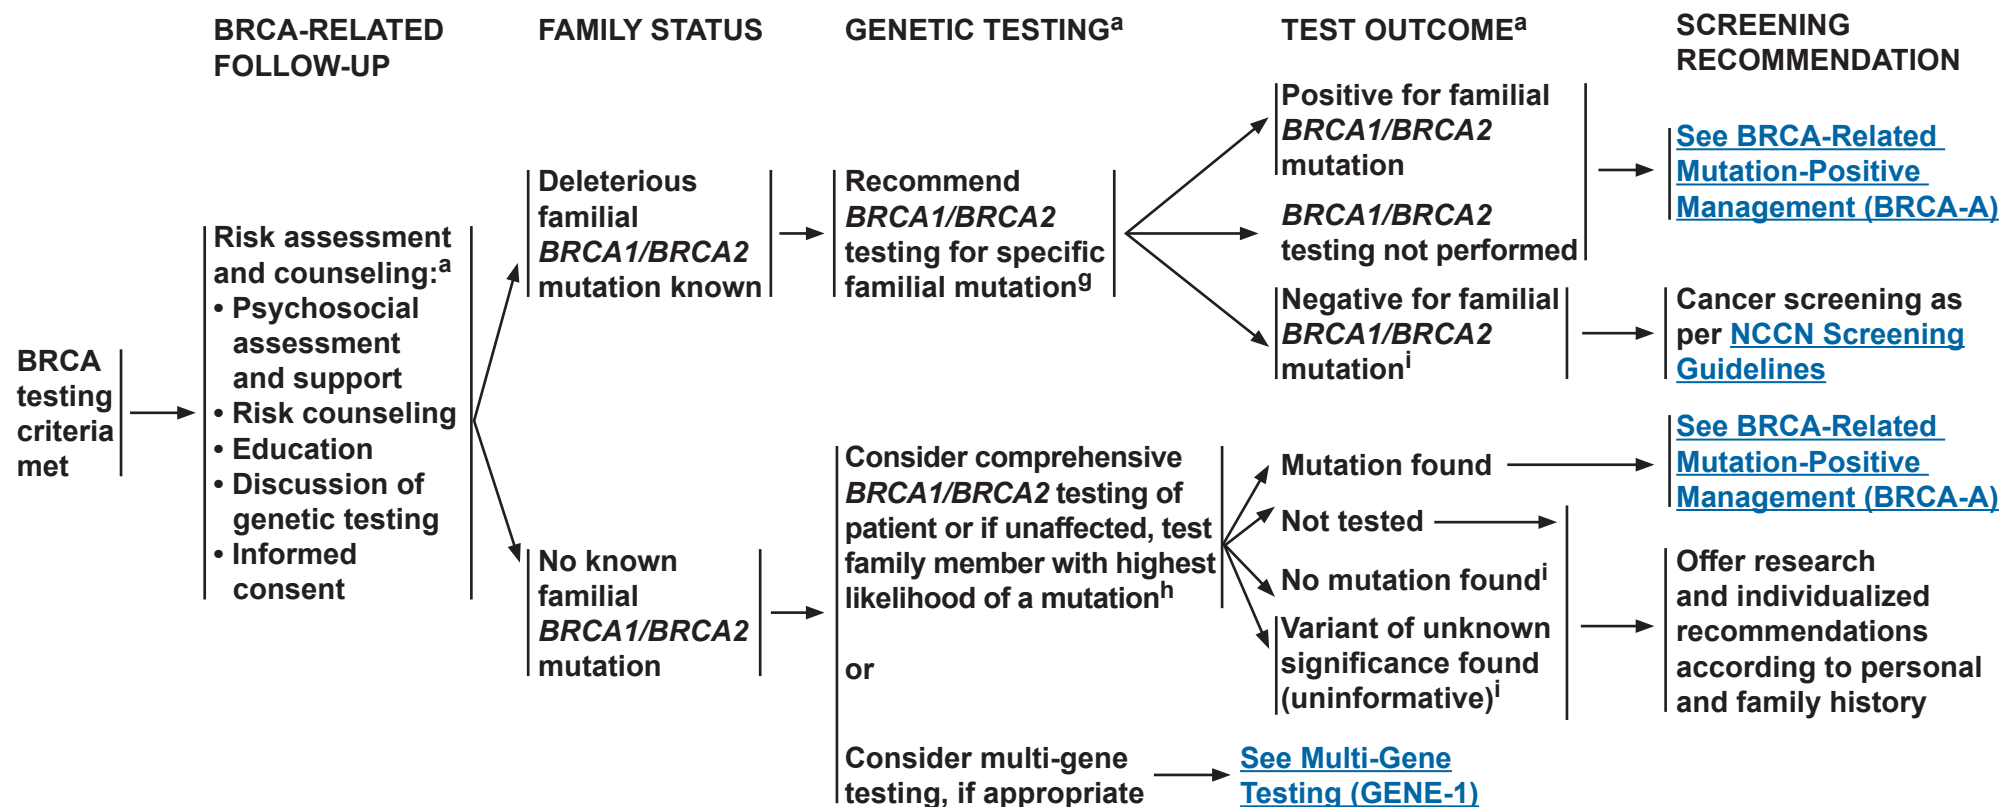 BRCA-RELATED
FOLLOW-UP
FAMILY STATUS
GENETIC TESTINGa
TEST OUTCOMEa
SCREENING
RECOMMENDATION
BRCA
testing
criteria
met
Risk assessment
and counseling:a
• Psychosocial
assessment
and support
• Risk counseling
• Education
• Discussion of
genetic testing
• Informed
consent
Deleterious
familial
BRCA1/BRCA2
mutation known
Recommend
BRCA1/BRCA2
testing for specific
familial mutationg
Positive for familial
BRCA1/BRCA2
mutation
BRCA1/BRCA2
testing not performed
See BRCA-Related
Mutation-Positive
Management (BRCA-A)
Negative for familial
BRCA1/BRCA2
mutationi
Cancer screening as
per NCCN Screening
Guidelines
No known
familial
BRCA1/BRCA2
mutation
Consider comprehensive
BRCA1/BRCA2 testing of
patient or if unaffected, test
family member with highest
likelihood of a mutationh
or
Consider multi-gene
testing, if appropriate
Mutation found
See BRCA-Related
Mutation-Positive
Management (BRCA-A)
Not tested
No mutation foundi
Variant of unknown
significance found
(uninformative)i
Offer research
and individualized
recommendations
according to personal
and family history
See Multi-Gene
Testing (GENE-1)